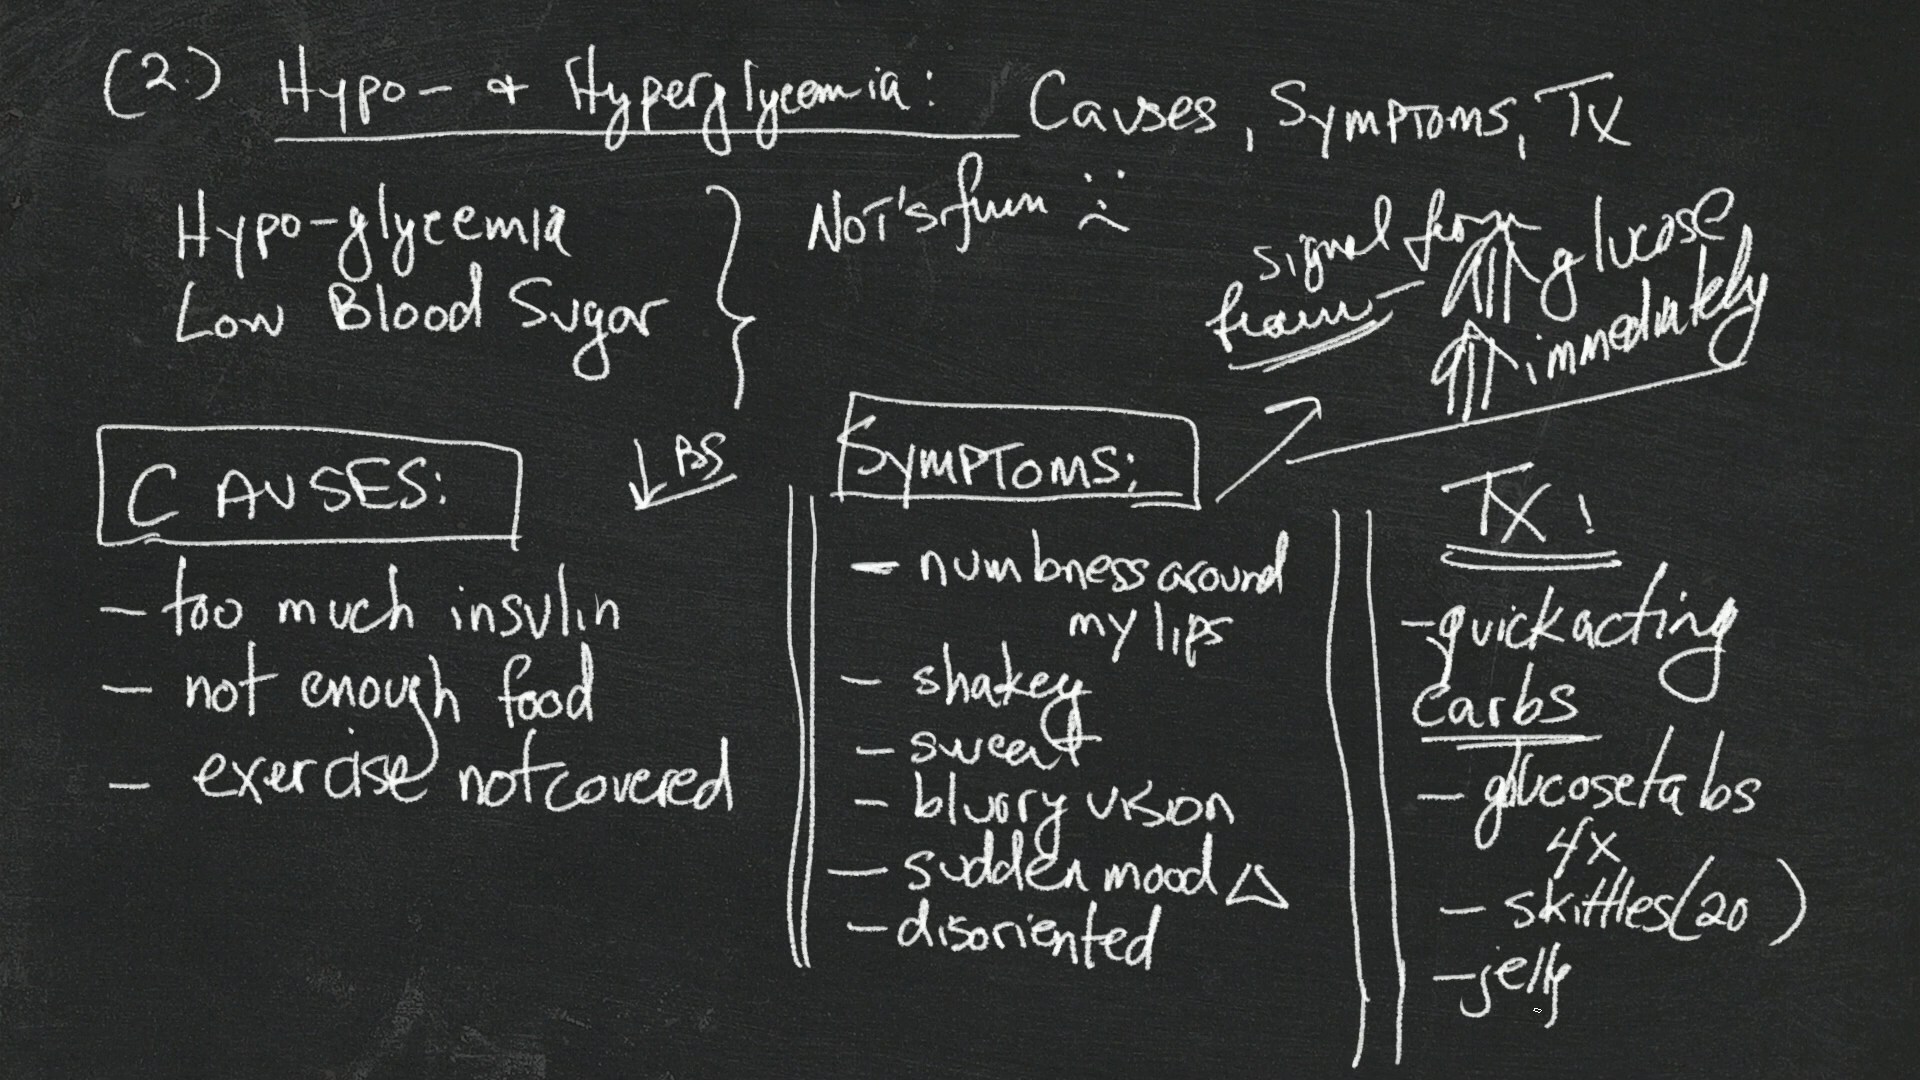 (2.) Hypo- + Hyperglycemia: Causes, Symptoms, Tx
Hypo-glycemia
Low Blood Sugar
Not's fun
signal from
↑ glucose
↑ immediately
CAUSES:
- too much insulin
- not enough food
- exercise not covered
↓ BS
SYMPTOMS:
- numbness around
my lips
- shakey
- sweat
- blurry vision
- sudden mood Δ
- disoriented
Tx!
- quick acting
carbs
- glucose tabs
4x
- skittles (20)
- jelly